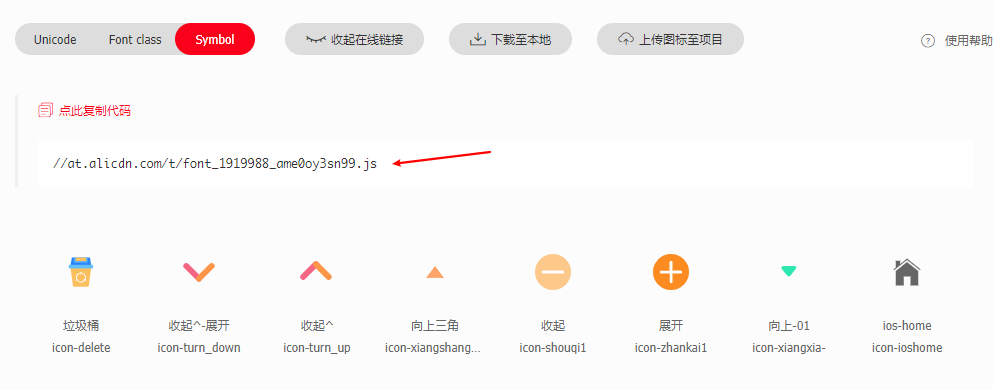 Unicode Font class Symbol 收起在线链接 下载至本地 上传图标至项目 ? 使用帮助
点此复制代码
//at.alicdn.com/t/font_1919988_ame0oy3sn99.js
垃圾桶 收起^-展开 收起^ 向上三角 收起 展开 向上-01 ios-home
icon-delete icon-turn_down icon-turn_up icon-xiangshang... icon-shouqi1 icon-zhankai1 icon-xiangxia- icon-ioshome